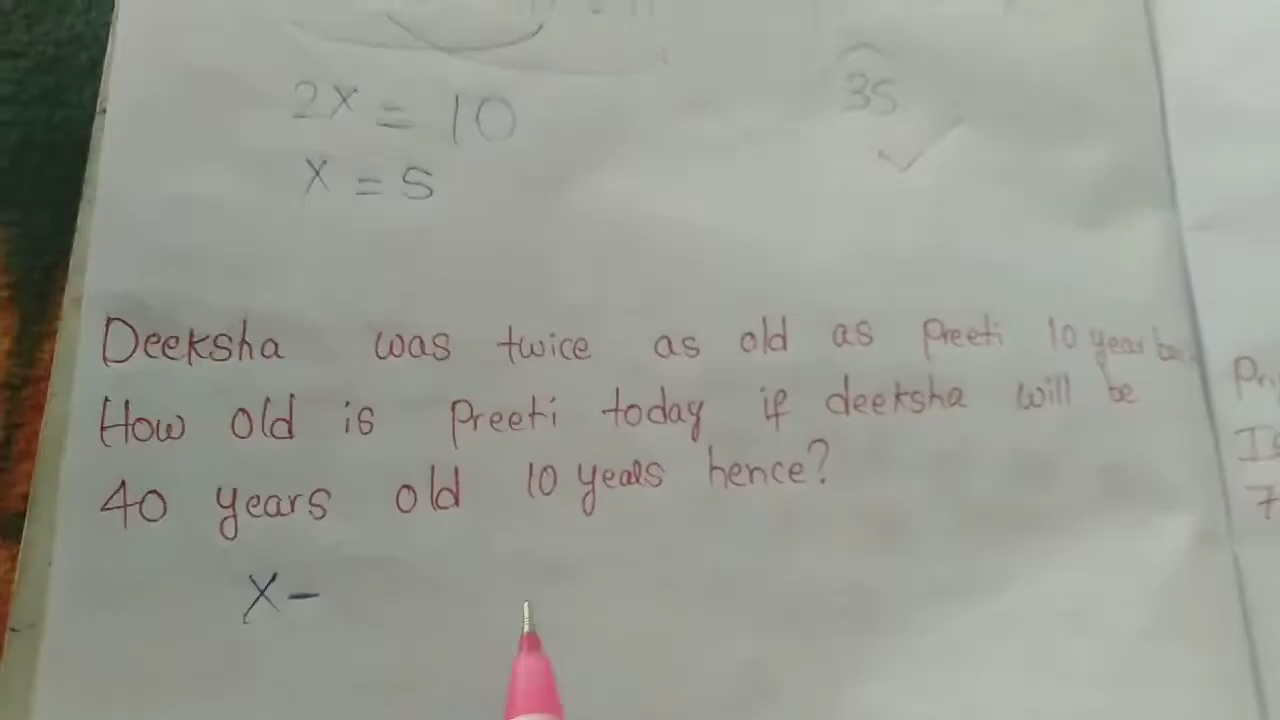 2x = 10
35
x = 5
Deeksha was twice as old as Preeti 10 year
How old is Preeti today if deeksha will be
40 years old 10 years hence?
x -